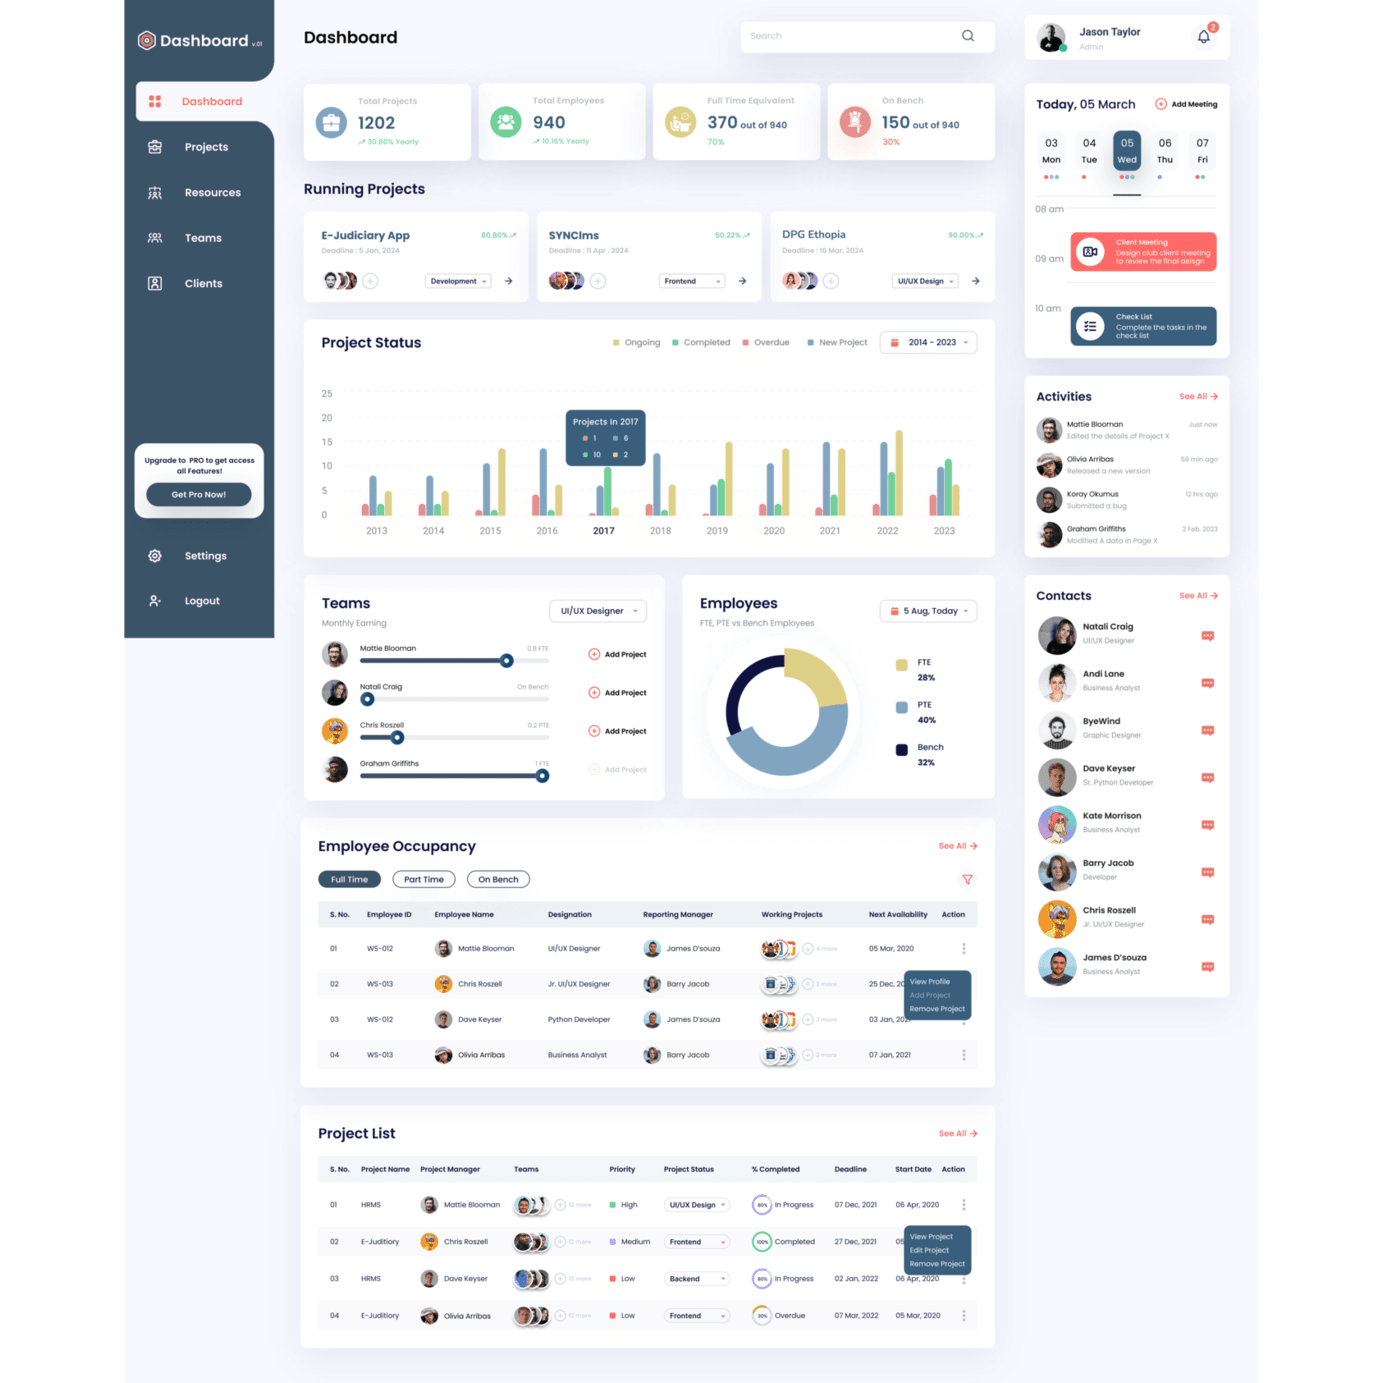 Dashboard v.01
Dashboard
Projects
Resources
Teams
Clients
Upgrade to PRO to get access
all Features!
Get Pro Now!
Settings
Logout
Dashboard
Search
Jason Taylor
Admin
2
Total Projects
1202
30.80% Yearly
Total Employees
940
10.16% Yearly
Full Time Equivalent
370 out of 940
70%
On Bench
150 out of 940
30%
Running Projects
E-Judiciary App
80.80%
Deadline : 5 Jan, 2024
Development
SYNCIms
50.22%
Deadline : 11 Apr , 2024
Frontend
DPG Ethopia
90.00%
Deadline : 16 Mar, 2024
UI/UX Design
Project Status
Ongoing
Completed
Overdue
New Project
2014 - 2023
25
20
15
10
5
0
Projects In 2017
1
6
10
2
2013
2014
2015
2016
2017
2018
2019
2020
2021
2022
2023
Teams
Monthly Earning
UI/UX Designer
Mattie Blooman
0.8 FTE
Add Project
Natali Craig
On Bench
Add Project
Chris Roszell
0.2 PTE
Add Project
Graham Griffiths
1 FTE
Add Project
Employees
FTE, PTE vs Bench Employees
5 Aug, Today
FTE
28%
PTE
40%
Bench
32%
Employee Occupancy
See All
Full Time
Part Time
On Bench
S. No. Employee ID Employee Name Designation Reporting Manager Working Projects Next Availability Action
01 WS-012 Mattie Blooman UI/UX Designer James D'souza 4 more 05 Mar, 2020
02 WS-013 Chris Roszell Jr. UI/UX Designer Barry Jacob 2 more 25 Dec, 20
View Profile
Add Project
Remove Project
03 WS-012 Dave Keyser Python Developer James D'souza 3 more 03 Jan, 202
04 WS-013 Olivia Arribas Business Analyst Barry Jacob 2 more 07 Jan, 2021
Project List
See All
S. No. Project Name Project Manager Teams Priority Project Status % Completed Deadline Start Date Action
01 HRMS Mattie Blooman 12 more High UI/UX Design 80% In Progress 07 Dec, 2021 06 Apr, 2020
02 E-Juditiory Chris Roszell 12 more Medium Frontend 100% Completed 27 Dec, 2021 05
View Project
Edit Project
Remove Project
03 HRMS Dave Keyser 12 more Low Backend 80% In Progress 02 Jan, 2022 06 Apr, 2020
04 E-Juditiory Olivia Arribas 12 more Low Frontend 30% Overdue 07 Mar, 2022 05 Mar, 2020
Today, 05 March
Add Meeting
03 04 05 06 07
Mon Tue Wed Thu Fri
08 am
09 am
Client Meeting
Design club client meeting
to review the final deisgn
10 am
Check List
Complete the tasks in the
check list
Activities
See All
Mattie Blooman
Just now
Edited the details of Project X
Olivia Arribas
59 min ago
Released a new version
Koray Okumus
12 hrs ago
Submitted a bug
Graham Griffiths
2 Feb, 2023
Modified A data in Page X
Contacts
See All
Natali Craig
UI/UX Designer
Andi Lane
Business Analyst
ByeWind
Graphic Designer
Dave Keyser
Sr. Python Developer
Kate Morrison
Business Analyst
Barry Jacob
Developer
Chris Roszell
Jr. UI/UX Designer
James D'souza
Business Analyst